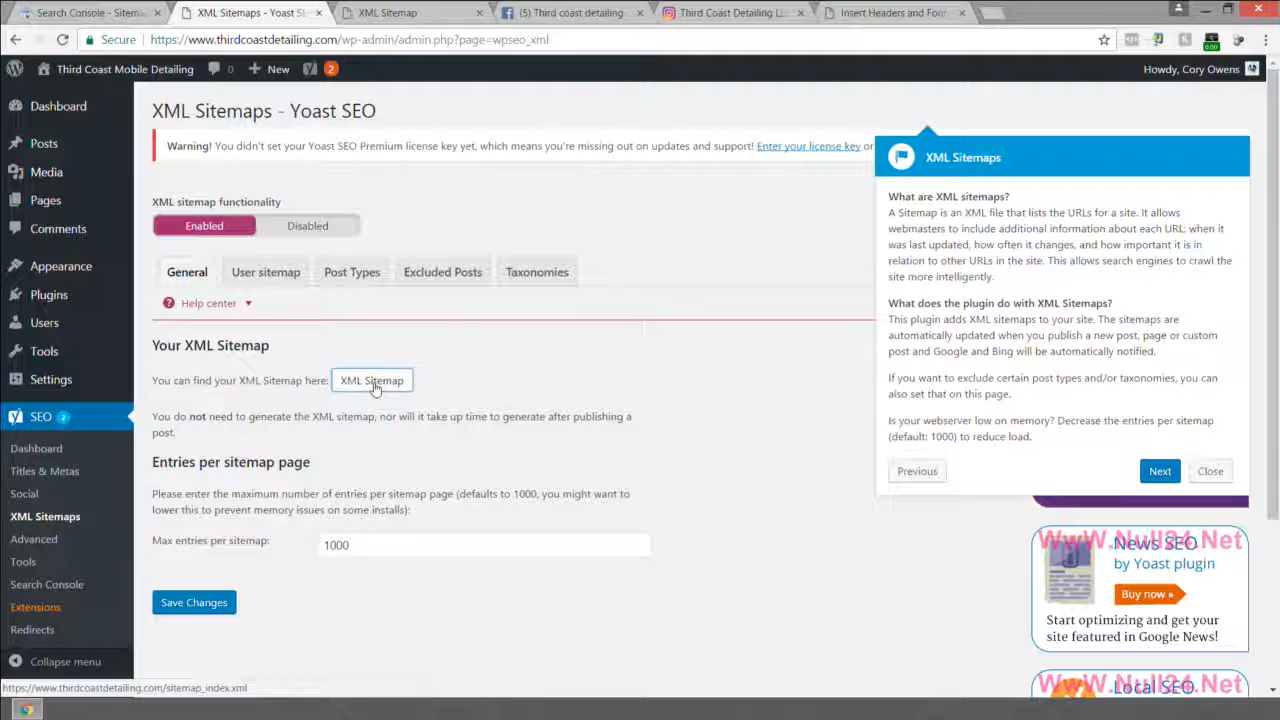 Search Console - Sitem
XML Sitemaps - Yoast SE
XML Sitemap
(5) Third coast detailing
Third Coast Detailing L
Insert Headers and Foo
Secure
https://www.thirdcoastdetailing.com/wp-admin/admin.php?page=wpseo_xml
0.00
Third Coast Mobile Detailing
0
New
2
Howdy, Cory Owens
Dashboard
Posts
Media
Pages
Comments
Appearance
Plugins
Users
Tools
Settings
SEO 2
Dashboard
Titles & Metas
Social
XML Sitemaps
Advanced
Tools
Search Console
Extensions
Redirects
Collapse menu
XML Sitemaps - Yoast SEO
Warning! You didn't set your Yoast SEO Premium license key yet, which means you're missing out on updates and support! Enter your license key or
XML sitemap functionality
Enabled
Disabled
General
User sitemap
Post Types
Excluded Posts
Taxonomies
Help center
Your XML Sitemap
You can find your XML Sitemap here: XML Sitemap
You do not need to generate the XML sitemap, nor will it take up time to generate after publishing a
post.
Entries per sitemap page
Please enter the maximum number of entries per sitemap page (defaults to 1000, you might want to
lower this to prevent memory issues on some installs):
Max entries per sitemap:
1000
Save Changes
XML Sitemaps
What are XML sitemaps?
A Sitemap is an XML file that lists the URLs for a site. It allows
webmasters to include additional information about each URL: when it
was last updated, how often it changes, and how important it is in
relation to other URLs in the site. This allows search engines to crawl the
site more intelligently.
What does the plugin do with XML Sitemaps?
This plugin adds XML sitemaps to your site. The sitemaps are
automatically updated when you publish a new post, page or custom
post and Google and Bing will be automatically notified.
If you want to exclude certain post types and/or taxonomies, you can
also set that on this page.
Is your webserver low on memory? Decrease the entries per sitemap
(default: 1000) to reduce load.
Previous
Next
Close
WwW.Null24.Net
News SEO
by Yoast plugin
Buy now »
Start optimizing and get your
site featured in Google News!
WwW.Null24.Net
Local SEO
https://www.thirdcoastdetailing.com/sitemap_index.xml